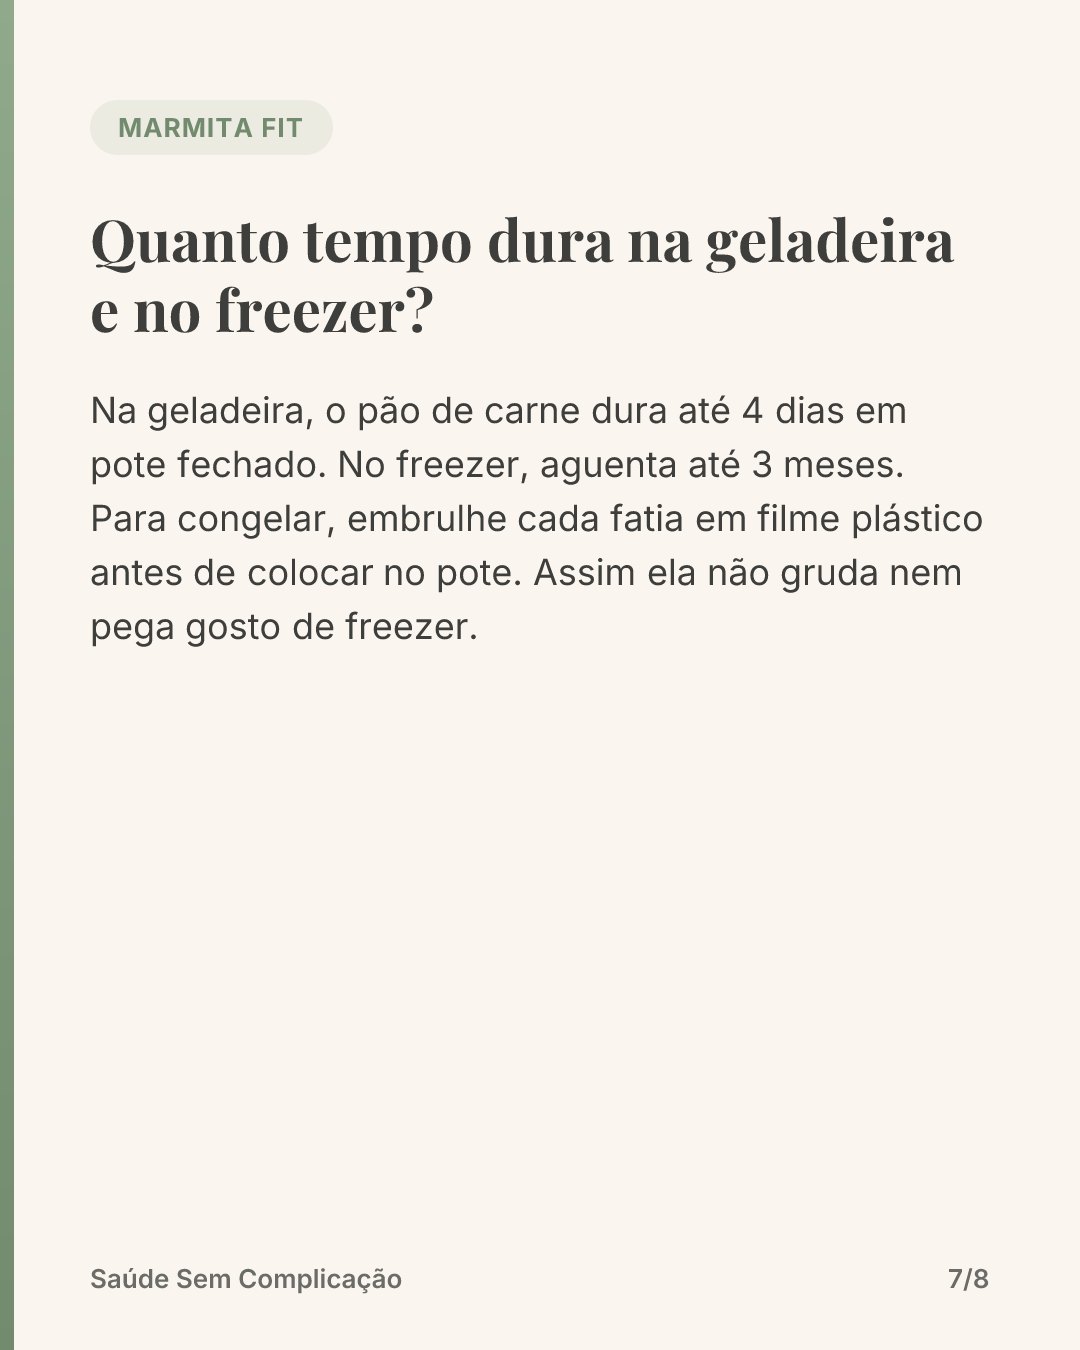 MARMITA FIT
Quanto tempo dura na geladeira
e no freezer?
Na geladeira, o pão de carne dura até 4 dias em
pote fechado. No freezer, aguenta até 3 meses.
Para congelar, embrulhe cada fatia em filme plástico
antes de colocar no pote. Assim ela não gruda nem
pega gosto de freezer.
Saúde Sem Complicação
7/8